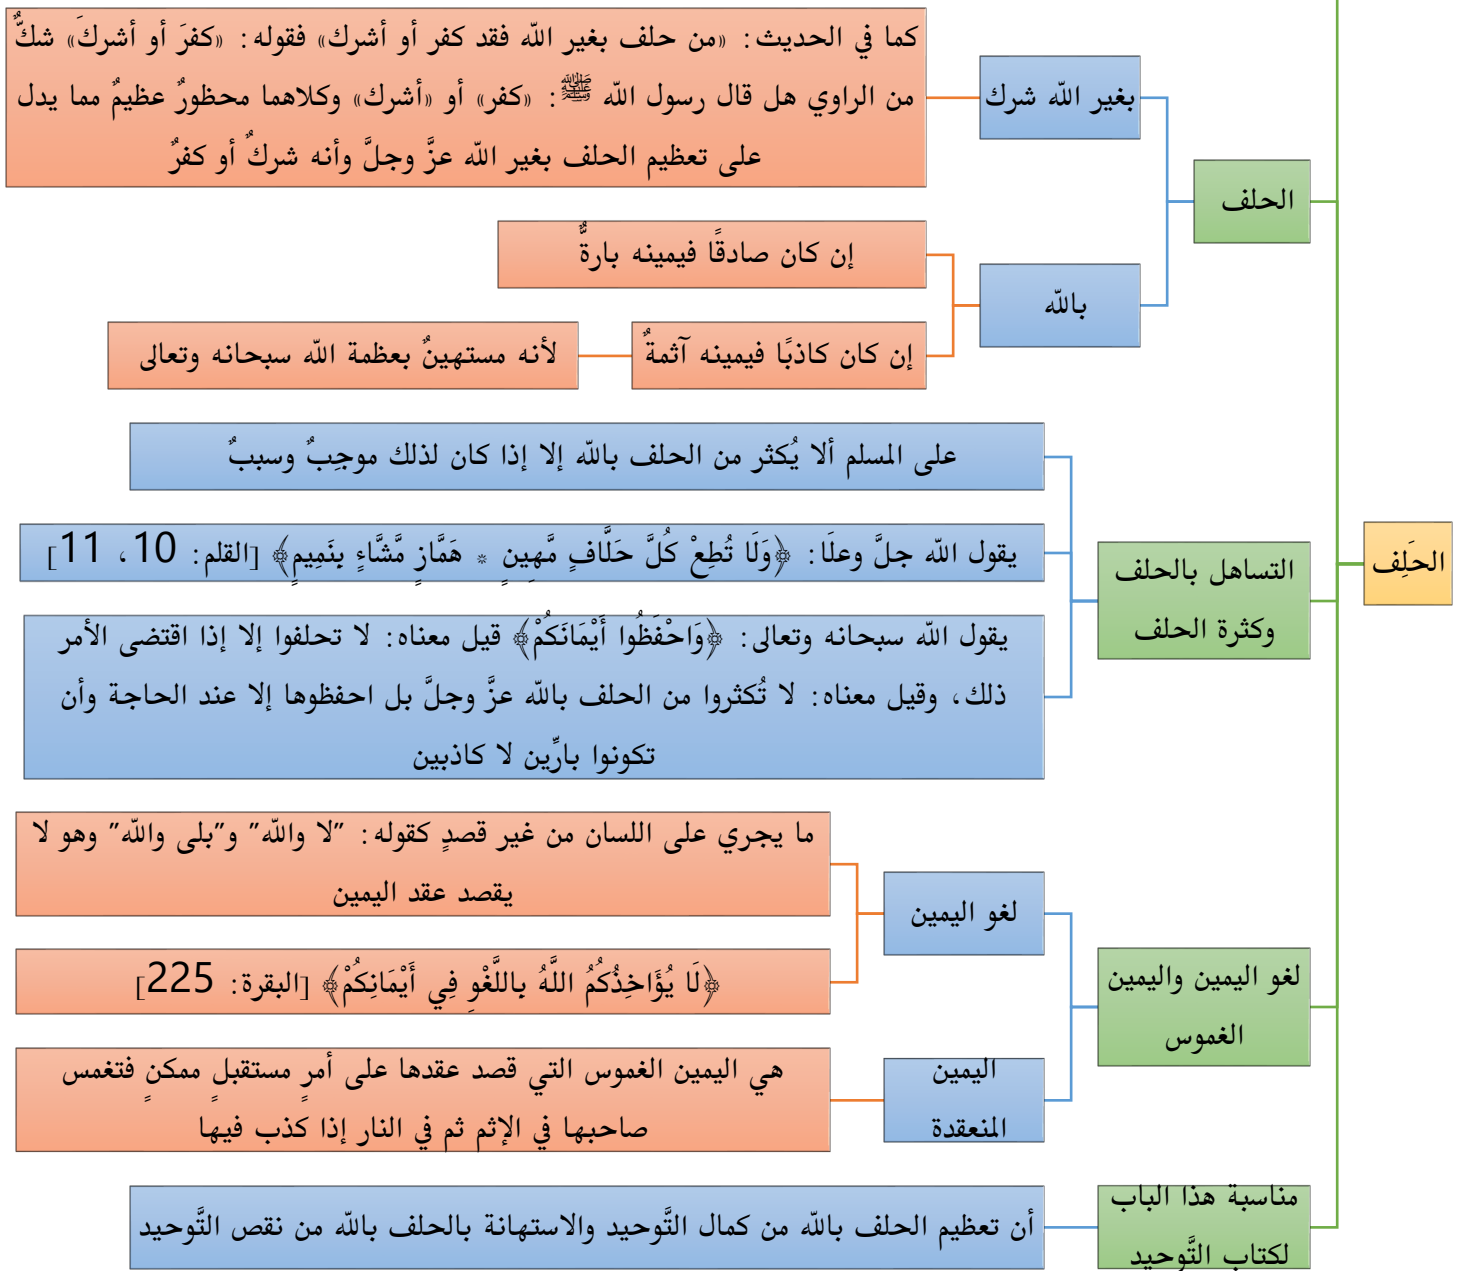 الحَلِف
الحلف
بغير الله شرك
كما في الحديث: «من حلف بغير الله فقد كفر أو أشرك» فقوله: «كفرَ أو أشركَ» شكٌّ
من الراوي هل قال رسول الله ﷺ: «كفر» أو «أشرك» وكلاهما محظورٌ عظيمٌ مما يدل
على تعظيم الحلف بغير الله عزَّ وجلَّ وأنه شركٌ أو كفرٌ
بالله
إن كان صادقًا فيمينه بارةٌّ
إن كان كاذبًا فيمينه آثمةٌ
لأنه مستهينٌ بعظمة الله سبحانه وتعالى
التساهل بالحلف
وكثرة الحلف
على المسلم ألا يُكثر من الحلف بالله إلا إذا كان لذلك موجِبٌ وسببٌ
يقول الله جلَّ وعلَا: ﴿وَلَا تُطِعْ كُلَّ حَلَّافٍ مَّهِينٍ * هَمَّازٍ مَّشَّاءٍ بِنَمِيمٍ﴾ [القلم: 10، 11]
يقول الله سبحانه وتعالى: ﴿وَاحْفَظُوا أَيْمَانَكُمْ﴾ قيل معناه: لا تحلفوا إلا إذا اقتضى الأمر
ذلك، وقيل معناه: لا تُكثروا من الحلف بالله عزَّ وجلَّ بل احفظوها إلا عند الحاجة وأن
تكونوا بارِّين لا كاذبين
لغو اليمين واليمين
الغموس
لغو اليمين
ما يجري على اللسان من غير قصدٍ كقوله: "لا والله" و"بلى والله" وهو لا
يقصد عقد اليمين
﴿لَا يُؤَاخِذُكُمُ اللَّهُ بِاللَّغْوِ فِي أَيْمَانِكُمْ﴾ [البقرة: 225]
اليمين
المنعقدة
هي اليمين الغموس التي قصد عقدها على أمرٍ مستقبلٍ ممكنٍ فتغمس
صاحبها في الإثم ثم في النار إذا كذب فيها
مناسبة هذا الباب
لكتاب التَّوحيد
أن تعظيم الحلف بالله من كمال التَّوحيد والاستهانة بالحلف بالله من نقص التَّوحيد